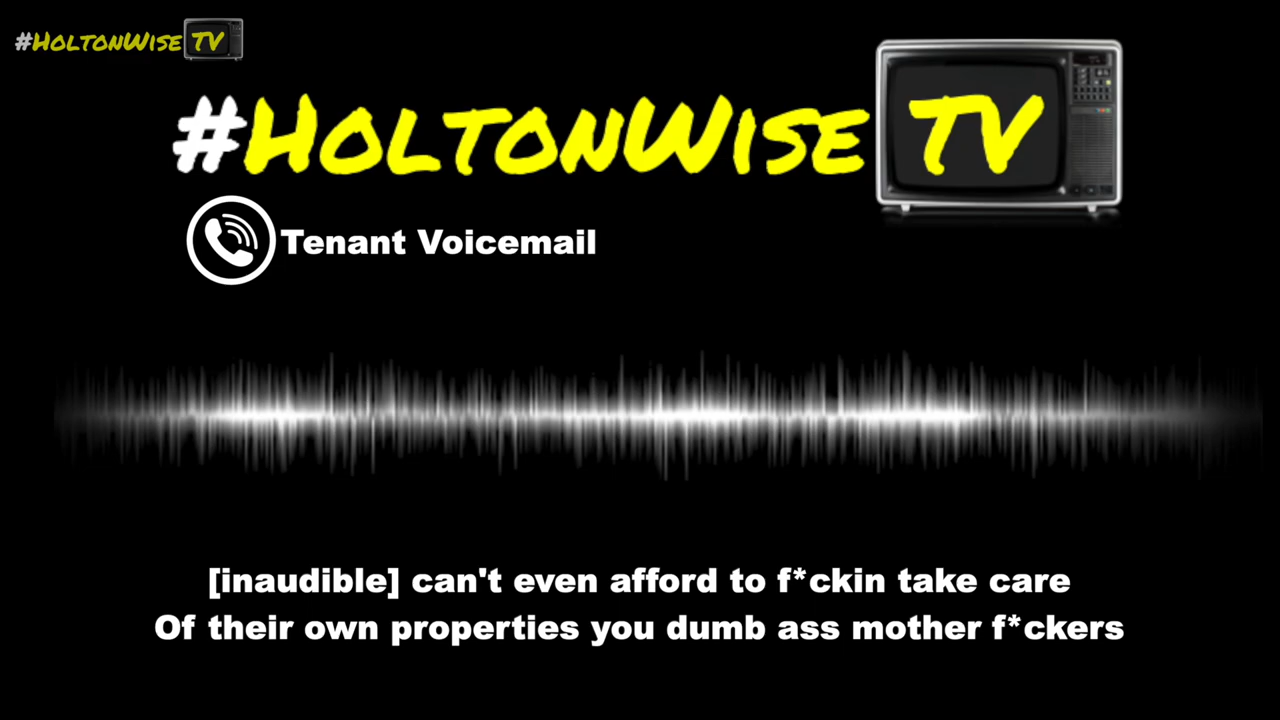 #HOLTONWISE TV
#HOLTONWISE TV
Tenant Voicemail
[inaudible] can't even afford to f*ckin take care
Of their own properties you dumb ass mother f*ckers